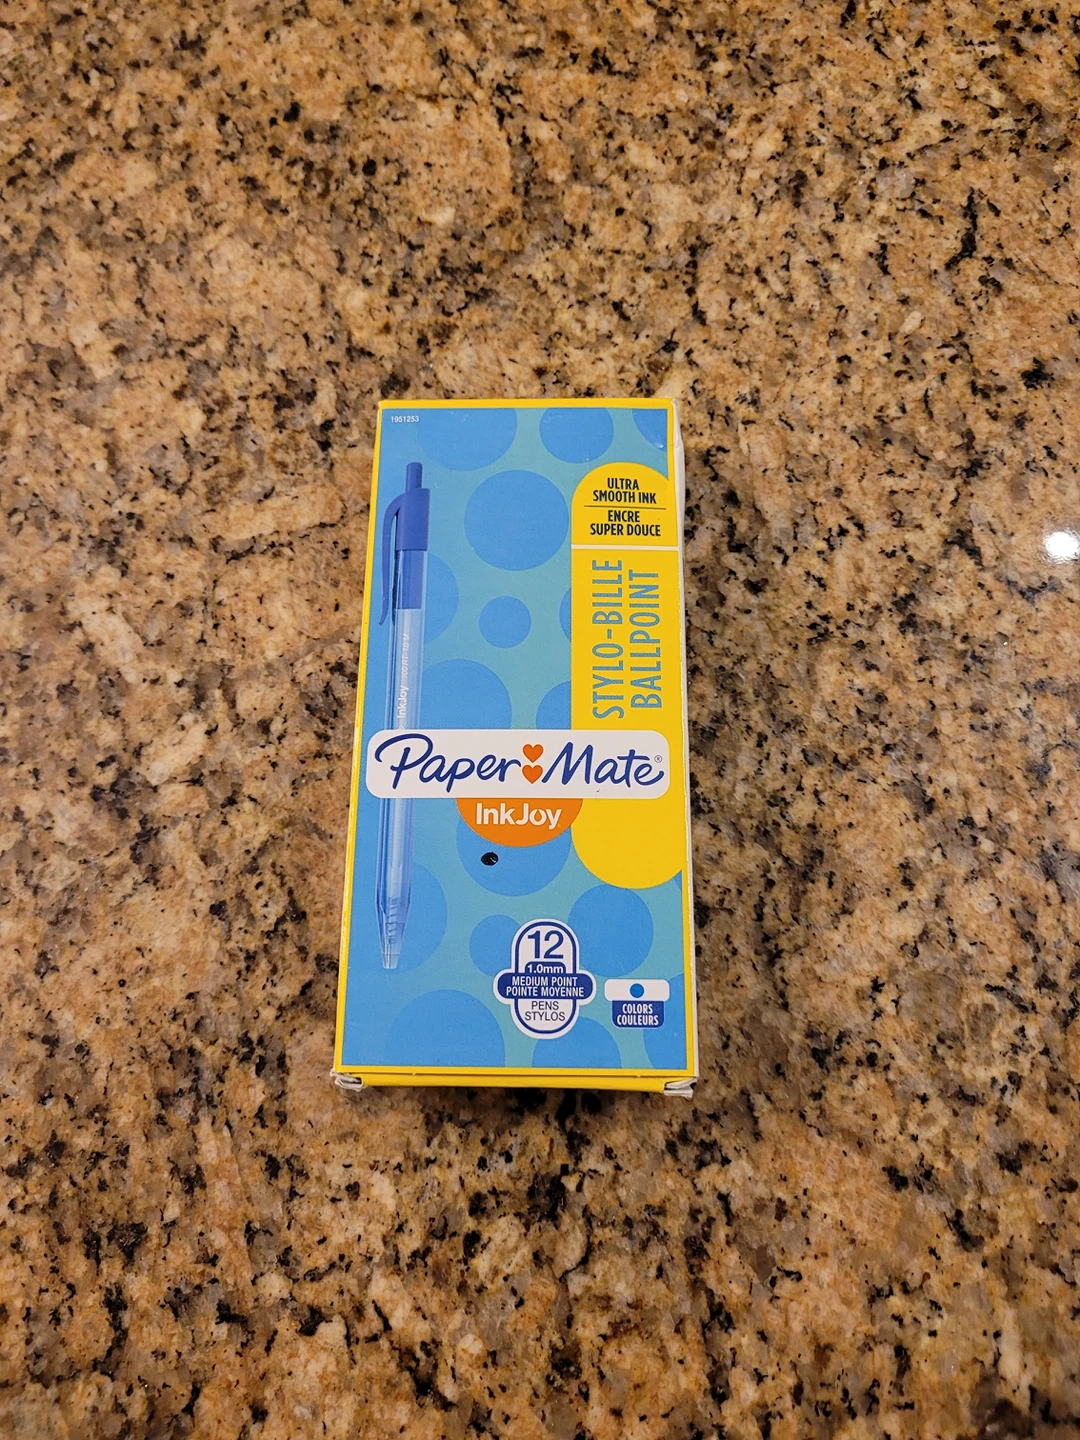 1951253
ULTRA
SMOOTH INK
ENCRE
SUPER DOUCE
STYLO-BILLE
BALLPOINT
InkJoy
Paper Mate®
InkJoy
12
1.0mm
MEDIUM POINT
POINTE MOYENNE
PENS
STYLOS
COLORS
COULEURS